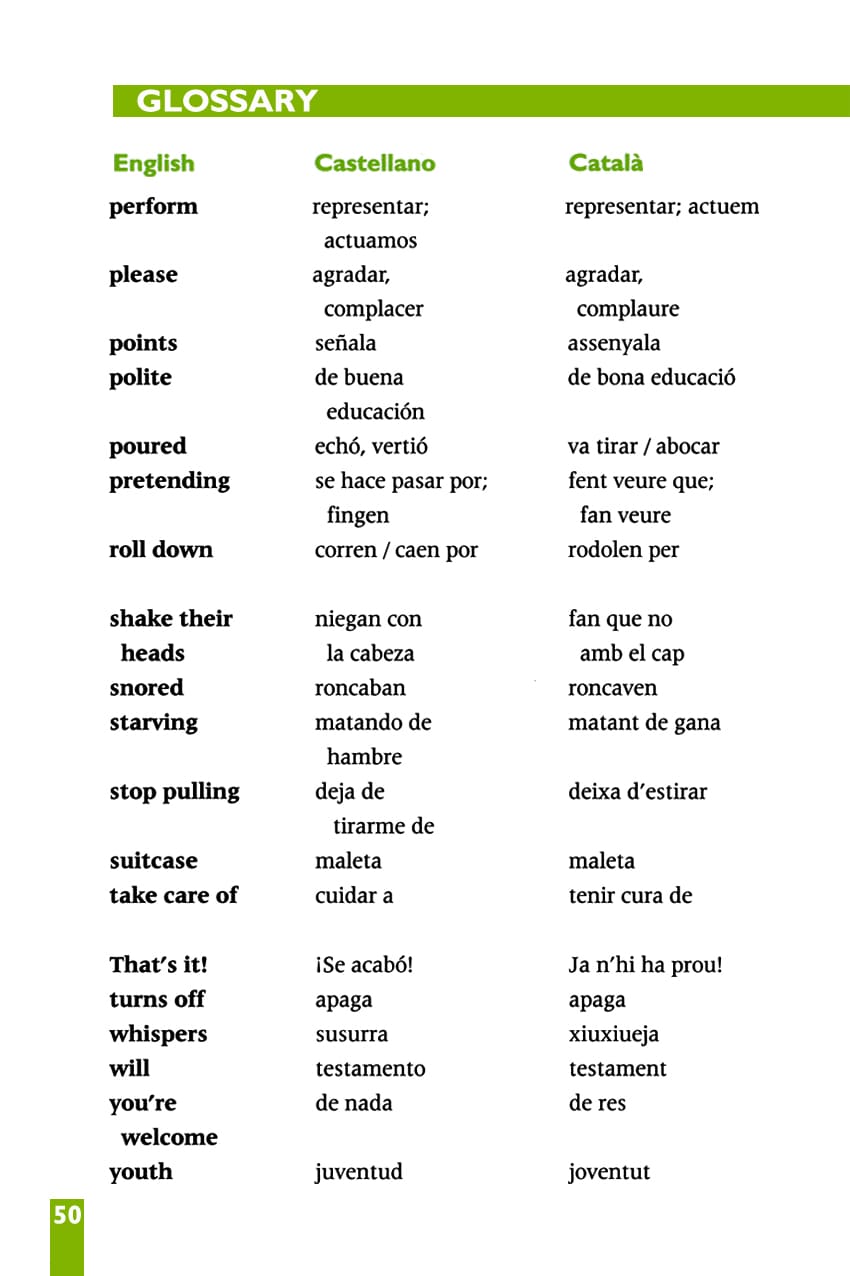 GLOSSARY
English Castellano Català
perform representar; representar; actuem
actuamos
please agradar, agradar,
complacer complaure
points señala assenyala
polite de buena de bona educació
educación
poured echó, vertió va tirar / abocar
pretending se hace pasar por; fent veure que;
fingen fan veure
roll down corren / caen por rodolen per
shake their niegan con fan que no
heads la cabeza amb el cap
snored roncaban roncaven
starving matando de matant de gana
hambre
stop pulling deja de deixa d’estirar
tirarme de
suitcase maleta maleta
take care of cuidar a tenir cura de
That’s it! ¡Se acabó! Ja n’hi ha prou!
turns off apaga apaga
whispers susurra xiuxiueja
will testamento testament
you’re de nada de res
welcome
youth juventud joventut
50